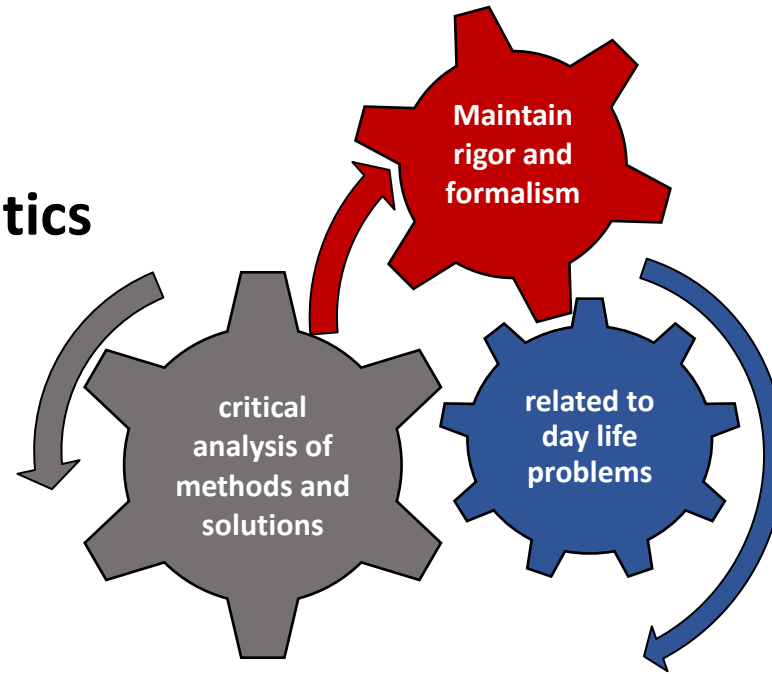 Maintain
rigor and
formalism
tics
critical
analysis of
methods and
solutions
related to
day life
problems